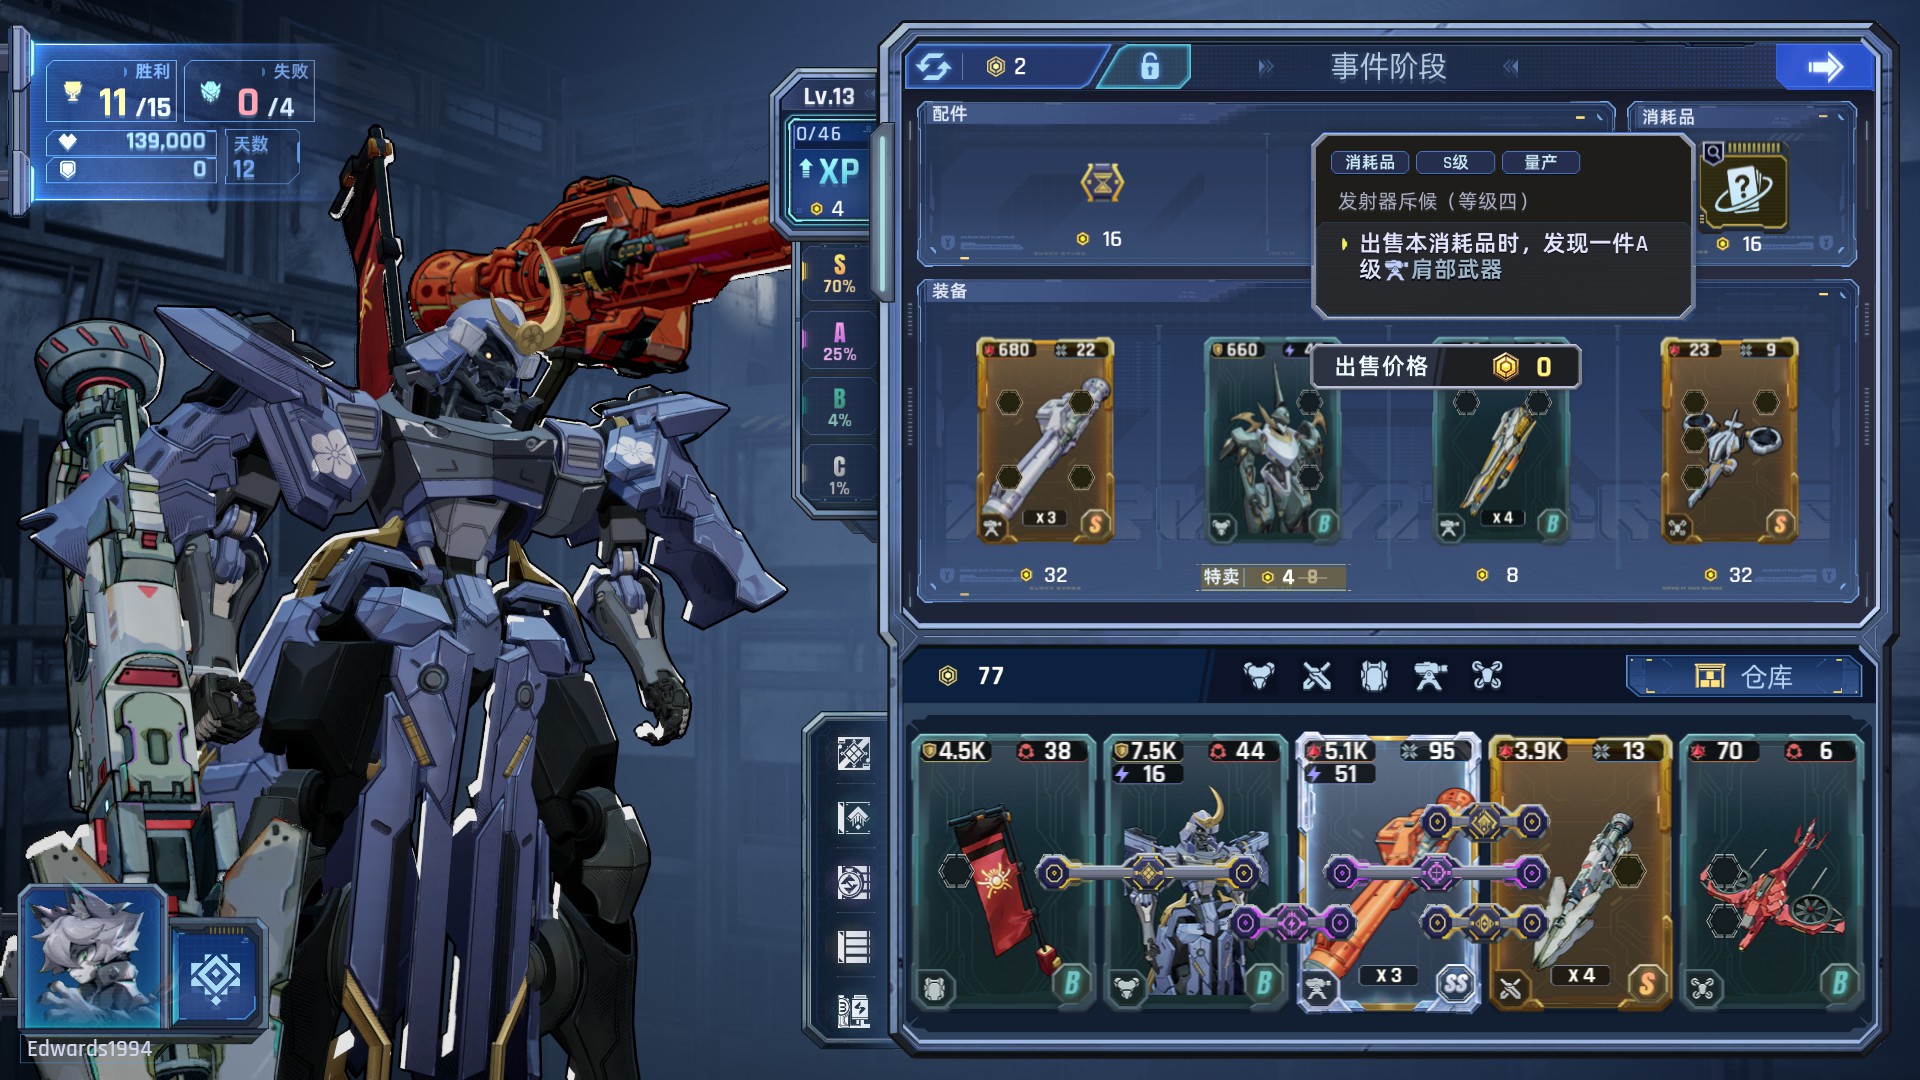 胜利
11/15
失败
0/4
139,000
0
天数
12
Lv.13
0/46
XP
4
S
70%
A
25%
B
4%
C
1%
2
事件阶段
配件
16
消耗品
16
消耗品
S级
量产
发射器斥候（等级四）
出售本消耗品时，发现一件A
级肩部武器
出售价格
0
装备
680
22
x3
S
32
660
4
B
特卖
4
8
x4
B
8
23
9
S
32
77
仓库
4.5K
38
B
7.5K
44
16
B
5.1K
95
51
x3
SS
3.9K
13
x4
S
70
6
B
Edwards1994